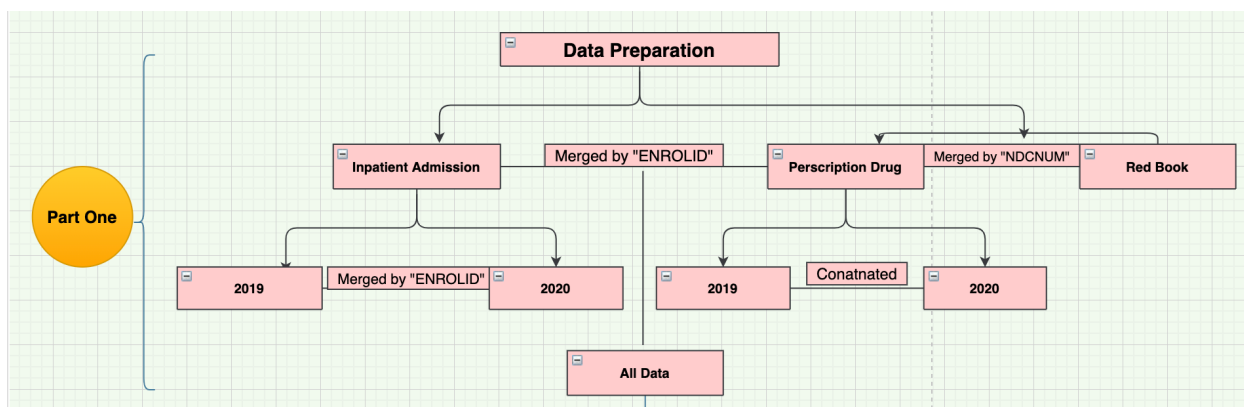 Data Preparation
Inpatient Admission
Merged by "ENROLID"
Perscription Drug
Merged by "NDCNUM"
Red Book
Part One
2019
Merged by "ENROLID"
2020
2019
Conatnated
2020
All Data